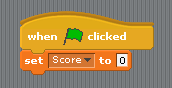 when clicked
set Score to 0